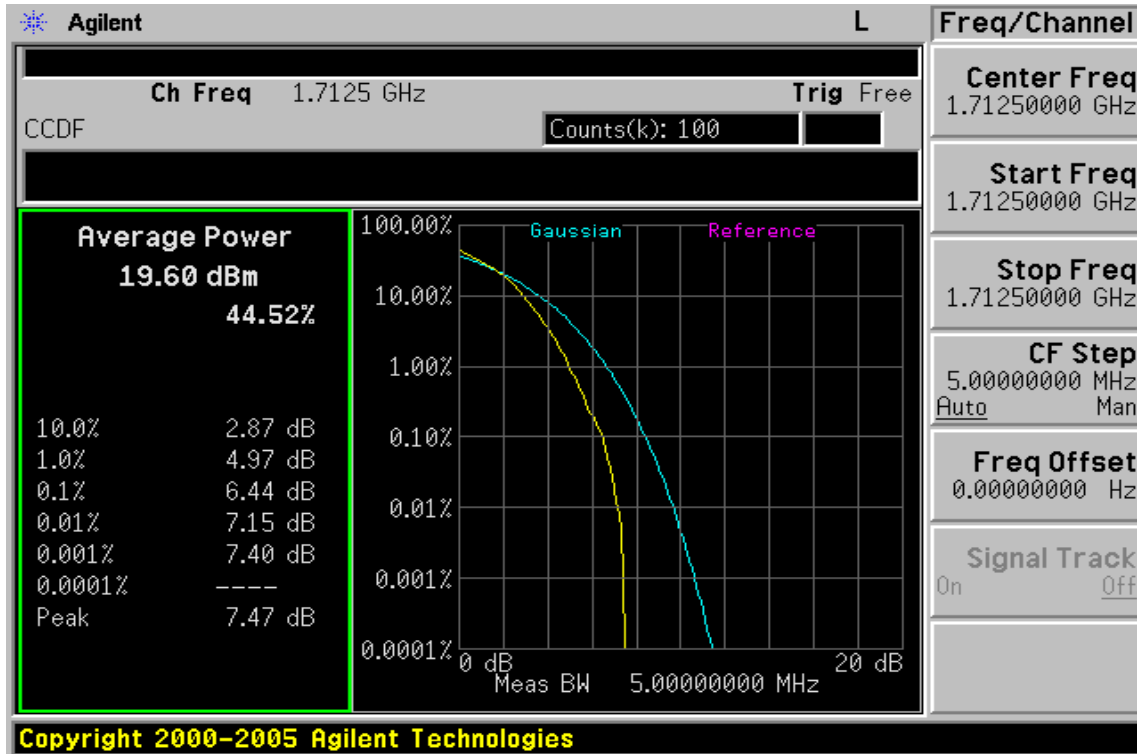 Agilent L
Ch Freq 1.7125 GHz Trig Free
CCDF Counts(k): 100
Average Power
19.60 dBm
44.52%
10.0% 2.87 dB
1.0% 4.97 dB
0.1% 6.44 dB
0.01% 7.15 dB
0.001% 7.40 dB
0.0001% ----
Peak 7.47 dB
Gaussian Reference
100.00%
10.00%
1.00%
0.10%
0.01%
0.001%
0.0001%
0 dB 20 dB
Meas BW 5.00000000 MHz
Freq/Channel
Center Freq
1.71250000 GHz
Start Freq
1.71250000 GHz
Stop Freq
1.71250000 GHz
CF Step
5.00000000 MHz
Auto Man
Freq Offset
0.00000000 Hz
Signal Track
On Off
Copyright 2000-2005 Agilent Technologies